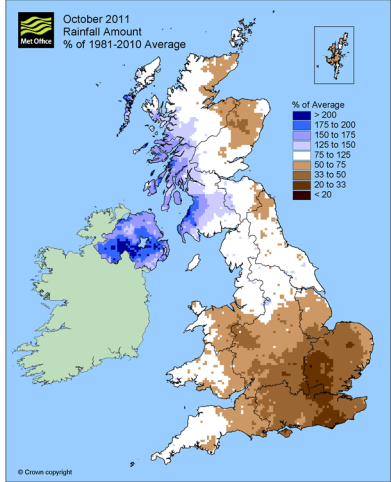 Met Office
October 2011
Rainfall Amount
% of 1981-2010 Average
% of Average
> 200
175 to 200
150 to 175
125 to 150
75 to 125
50 to 75
33 to 50
20 to 33
< 20
© Crown copyright